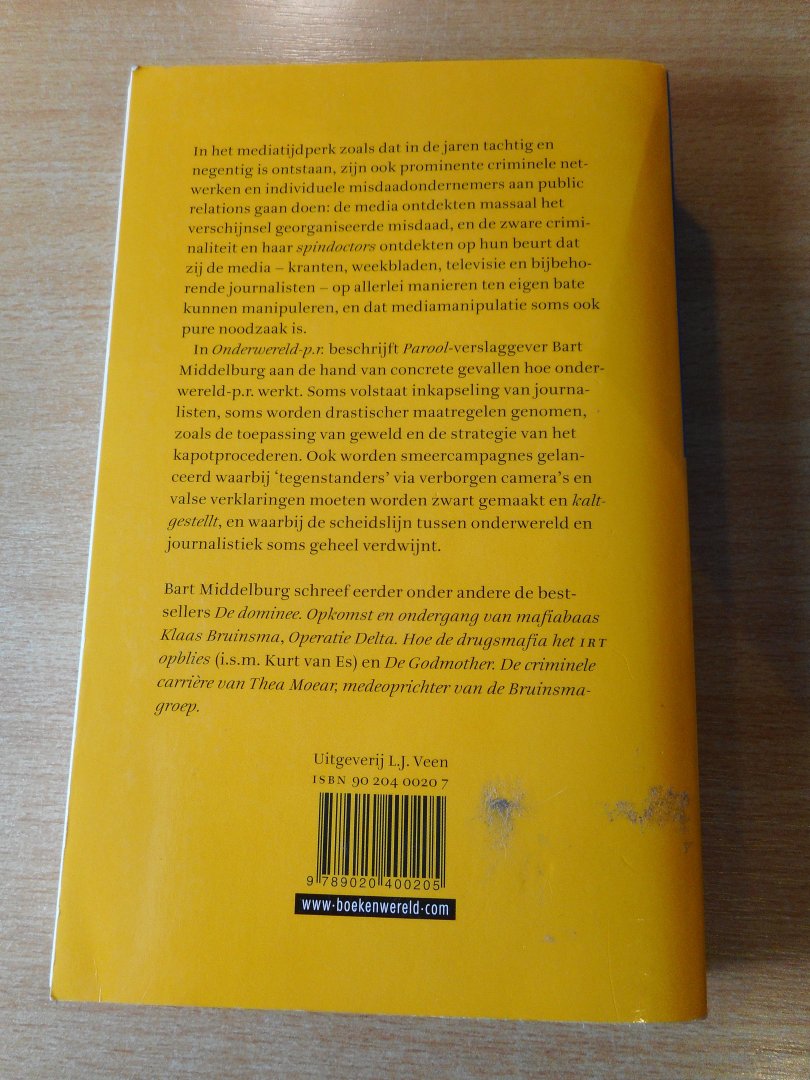 In het mediatijdperk zoals dat in de jaren tachtig en
negentig is ontstaan, zijn ook prominente criminele net-
werken en individuele misdaadondernemers aan public
relations gaan doen: de media ontdekten massaal het
verschijnsel georganiseerde misdaad, en de zware crimi-
naliteit en haar spindoctors ontdekten op hun beurt dat
zij de media – kranten, weekbladen, televisie en bijbeho-
rende journalisten – op allerlei manieren ten eigen bate
kunnen manipuleren, en dat mediamanipulatie soms ook
pure noodzaak is.
In Onderwereld-p.r. beschrijft Parool-verslaggever Bart
Middelburg aan de hand van concrete gevallen hoe onder-
wereld-p.r. werkt. Soms volstaat inkapseling van journa-
listen, soms worden drastischer maatregelen genomen,
zoals de toepassing van geweld en de strategie van het
kapotprocederen. Ook worden smeercampagnes gelan-
ceerd waarbij ‘tegenstanders’ via verborgen camera’s en
valse verklaringen moeten worden zwart gemaakt en kalt-
gestellt, en waarbij de scheidslijn tussen onderwereld en
journalistiek soms geheel verdwijnt.
Bart Middelburg schreef eerder onder andere de best-
sellers De dominee. Opkomst en ondergang van mafiabaas
Klaas Bruinsma, Operatie Delta. Hoe de drugsmafia het IRT
opblies (i.s.m. Kurt van Es) en De Godmother. De criminele
carrière van Thea Moear, medeoprichter van de Bruinsma-
groep.
Uitgeverij L.J. Veen
ISBN 90 204 0020 7
9 789020 400205
www·boekenwereld·com